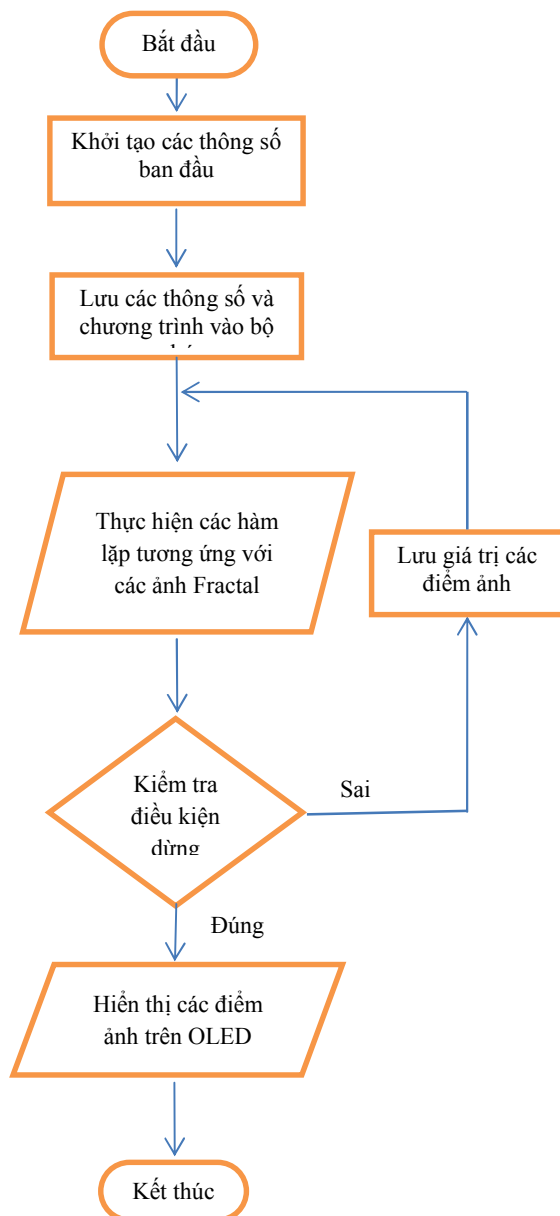 Bắt đầu
Khởi tạo các thông số
ban đầu
Lưu các thông số và
chương trình vào bộ
Thực hiện các hàm
lặp tương ứng với
các ảnh Fractal
Lưu giá trị các
điểm ảnh
Kiểm tra
điều kiện
dừng
Sai
Đúng
Hiển thị các điểm
ảnh trên OLED
Kết thúc